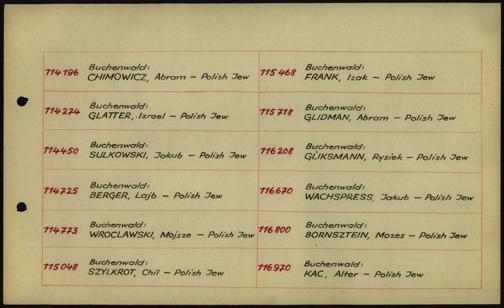 114196 Buchenwald:
CHIMOWICZ, Abram — Polish Jew
114274 Buchenwald:
GLATTER, Izrael — Polish Jew
114450 Buchenwald:
SULKOWSKI, Jakub — Polish Jew
114725 Buchenwald:
BERGER, Lajb — Polish Jew
114773 Buchenwald:
WROCLAWSKI, Mojsze — Polish Jew
115048 Buchenwald:
SZYLKROT, Chil — Polish Jew
115468 Buchenwald:
FRANK, Izak — Polish Jew
115718 Buchenwald:
GLIDMAN, Abram — Polish Jew
116208 Buchenwald:
GLIKSMANN, Rysiek — Polish Jew
116670 Buchenwald:
WACHSPRESS, Jakub — Polish Jew
116800 Buchenwald:
BORNSZTEIN, Mozes — Polish Jew
116970 Buchenwald:
KAC, Alter — Polish Jew